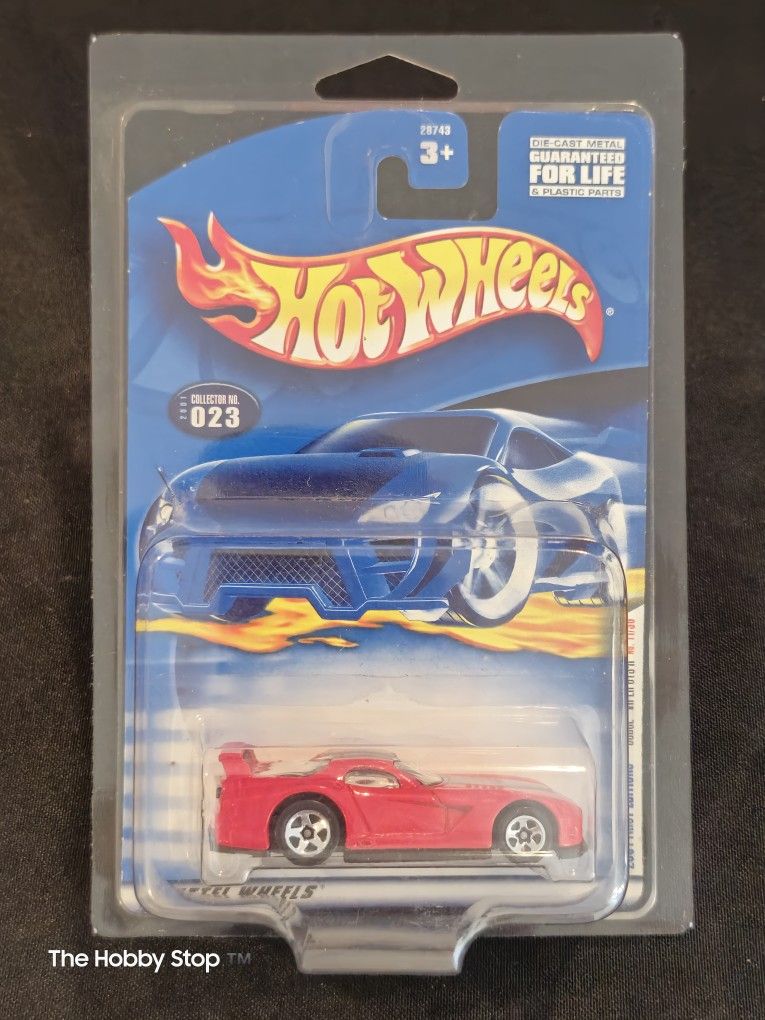 28743
3+
DIE-CAST METAL
GUARANTEED
FOR LIFE
& PLASTIC PARTS
HOT WHEELS®
2001
COLLECTOR NO.
023
The Hobby Stop ™